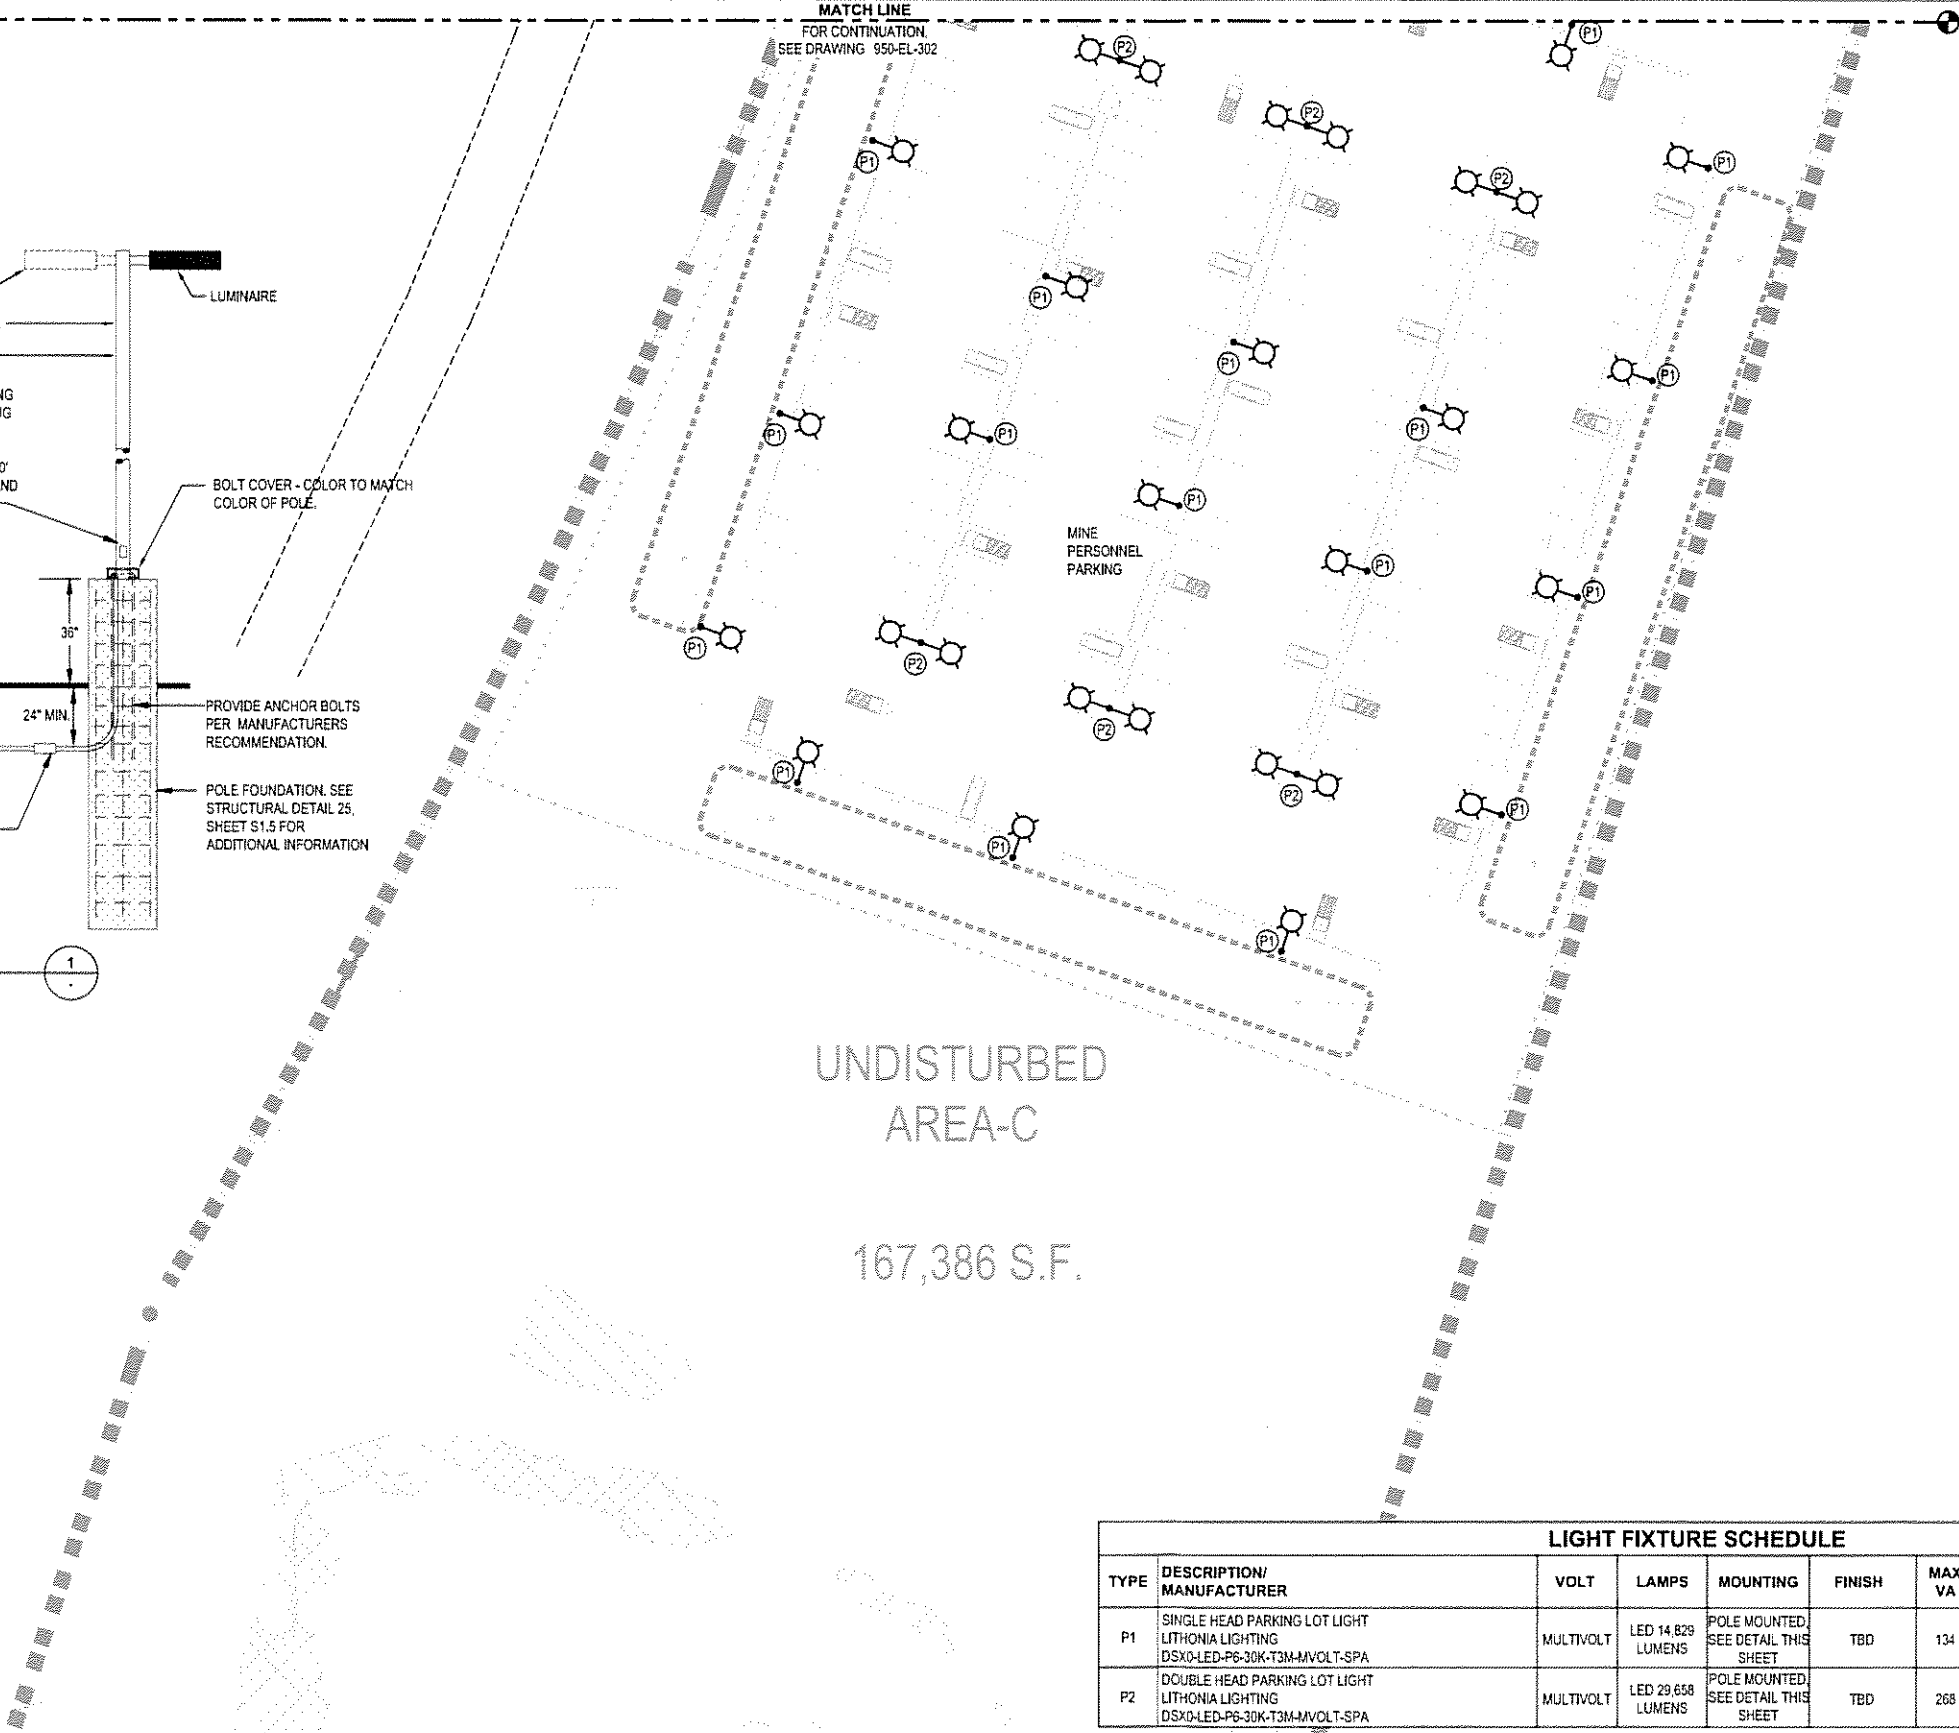 MATCH LINE
FOR CONTINUATION,
SEE DRAWING 950-EL-302
P1
P2
P2
P1
P2
P1
P1
P1
P1
P1
P1
P1
P1
P1
P1
P1
P1
P1
P2
P2
P2
P1
P1
P1
P1
LUMINAIRE
BOLT COVER - COLOR TO MATCH
COLOR OF POLE.
36"
24" MIN.
PROVIDE ANCHOR BOLTS
PER MANUFACTURERS
RECOMMENDATION.
POLE FOUNDATION. SEE
STRUCTURAL DETAIL 25,
SHEET S1.5 FOR
ADDITIONAL INFORMATION
1
MINE
PERSONNEL
PARKING
UNDISTURBED
AREA-C
167,386 S.F.
LIGHT FIXTURE SCHEDULE
TYPE DESCRIPTION/ MANUFACTURER VOLT LAMPS MOUNTING FINISH MAX VA
P1 SINGLE HEAD PARKING LOT LIGHT
LITHONIA LIGHTING
DSX0-LED-P6-30K-T3M-MVOLT-SPA
MULTIVOLT
LED 14,829
LUMENS
POLE MOUNTED,
SEE DETAIL THIS
SHEET
TBD
134
P2 DOUBLE HEAD PARKING LOT LIGHT
LITHONIA LIGHTING
DSX0-LED-P6-30K-T3M-MVOLT-SPA
MULTIVOLT
LED 29,658
LUMENS
POLE MOUNTED,
SEE DETAIL THIS
SHEET
TBD
268